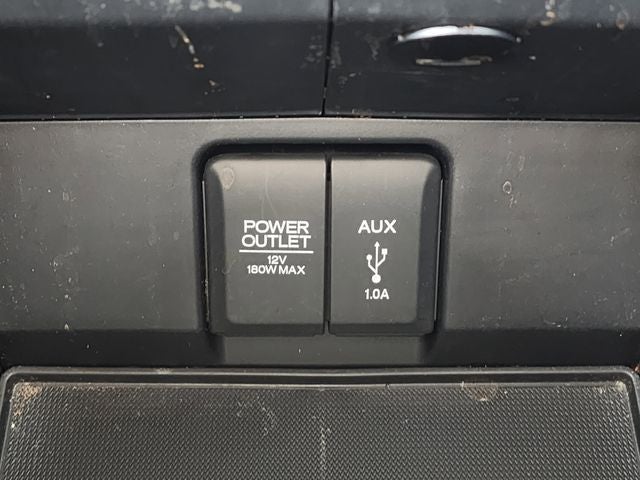 POWER
OUTLET
12V
180W MAX
AUX
1.0A